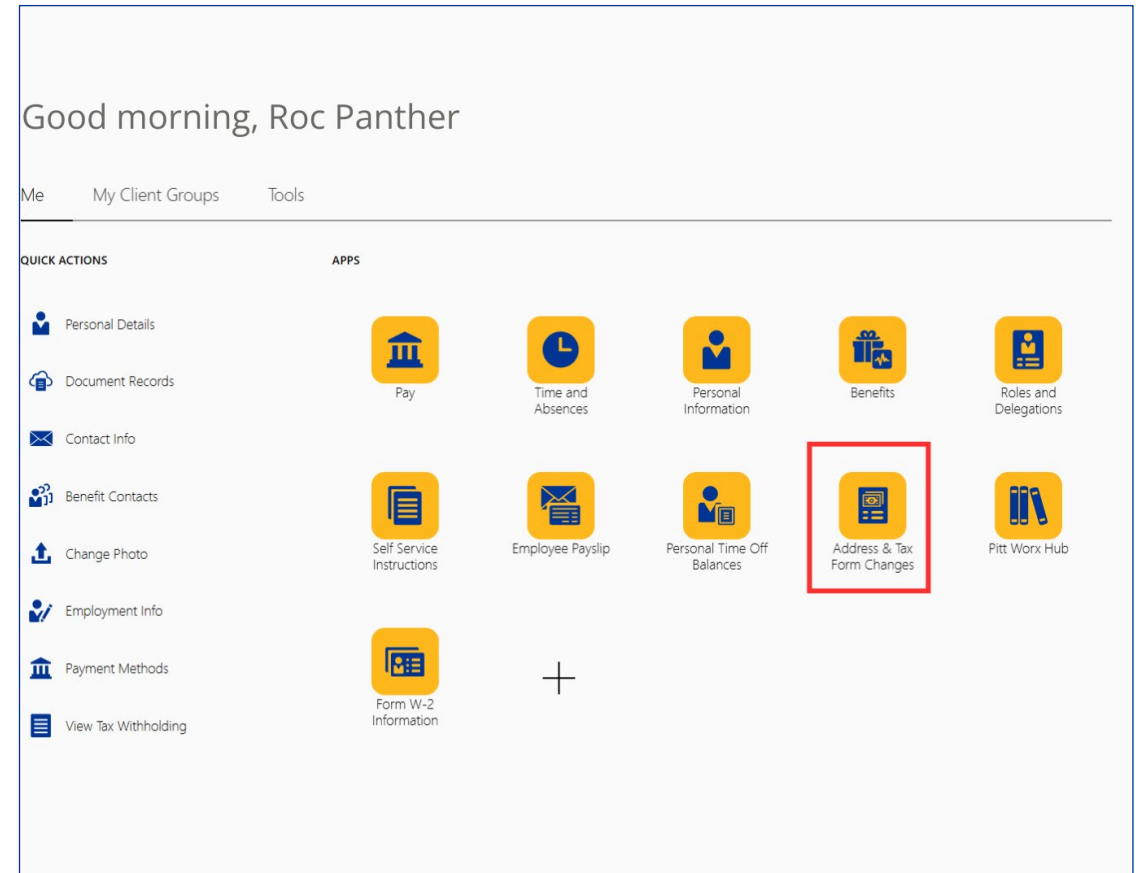 Good morning, Roc Panther
Me My Client Groups Tools
QUICK ACTIONS
Personal Details
Document Records
Contact Info
Benefit Contacts
Change Photo
Employment Info
Payment Methods
View Tax Withholding
APPS
Pay
Time and
Absences
Personal
Information
Benefits
Roles and
Delegations
Self Service
Instructions
Employee Payslip
Personal Time Off
Balances
Address & Tax
Form Changes
Pitt Worx Hub
Form W-2
Information